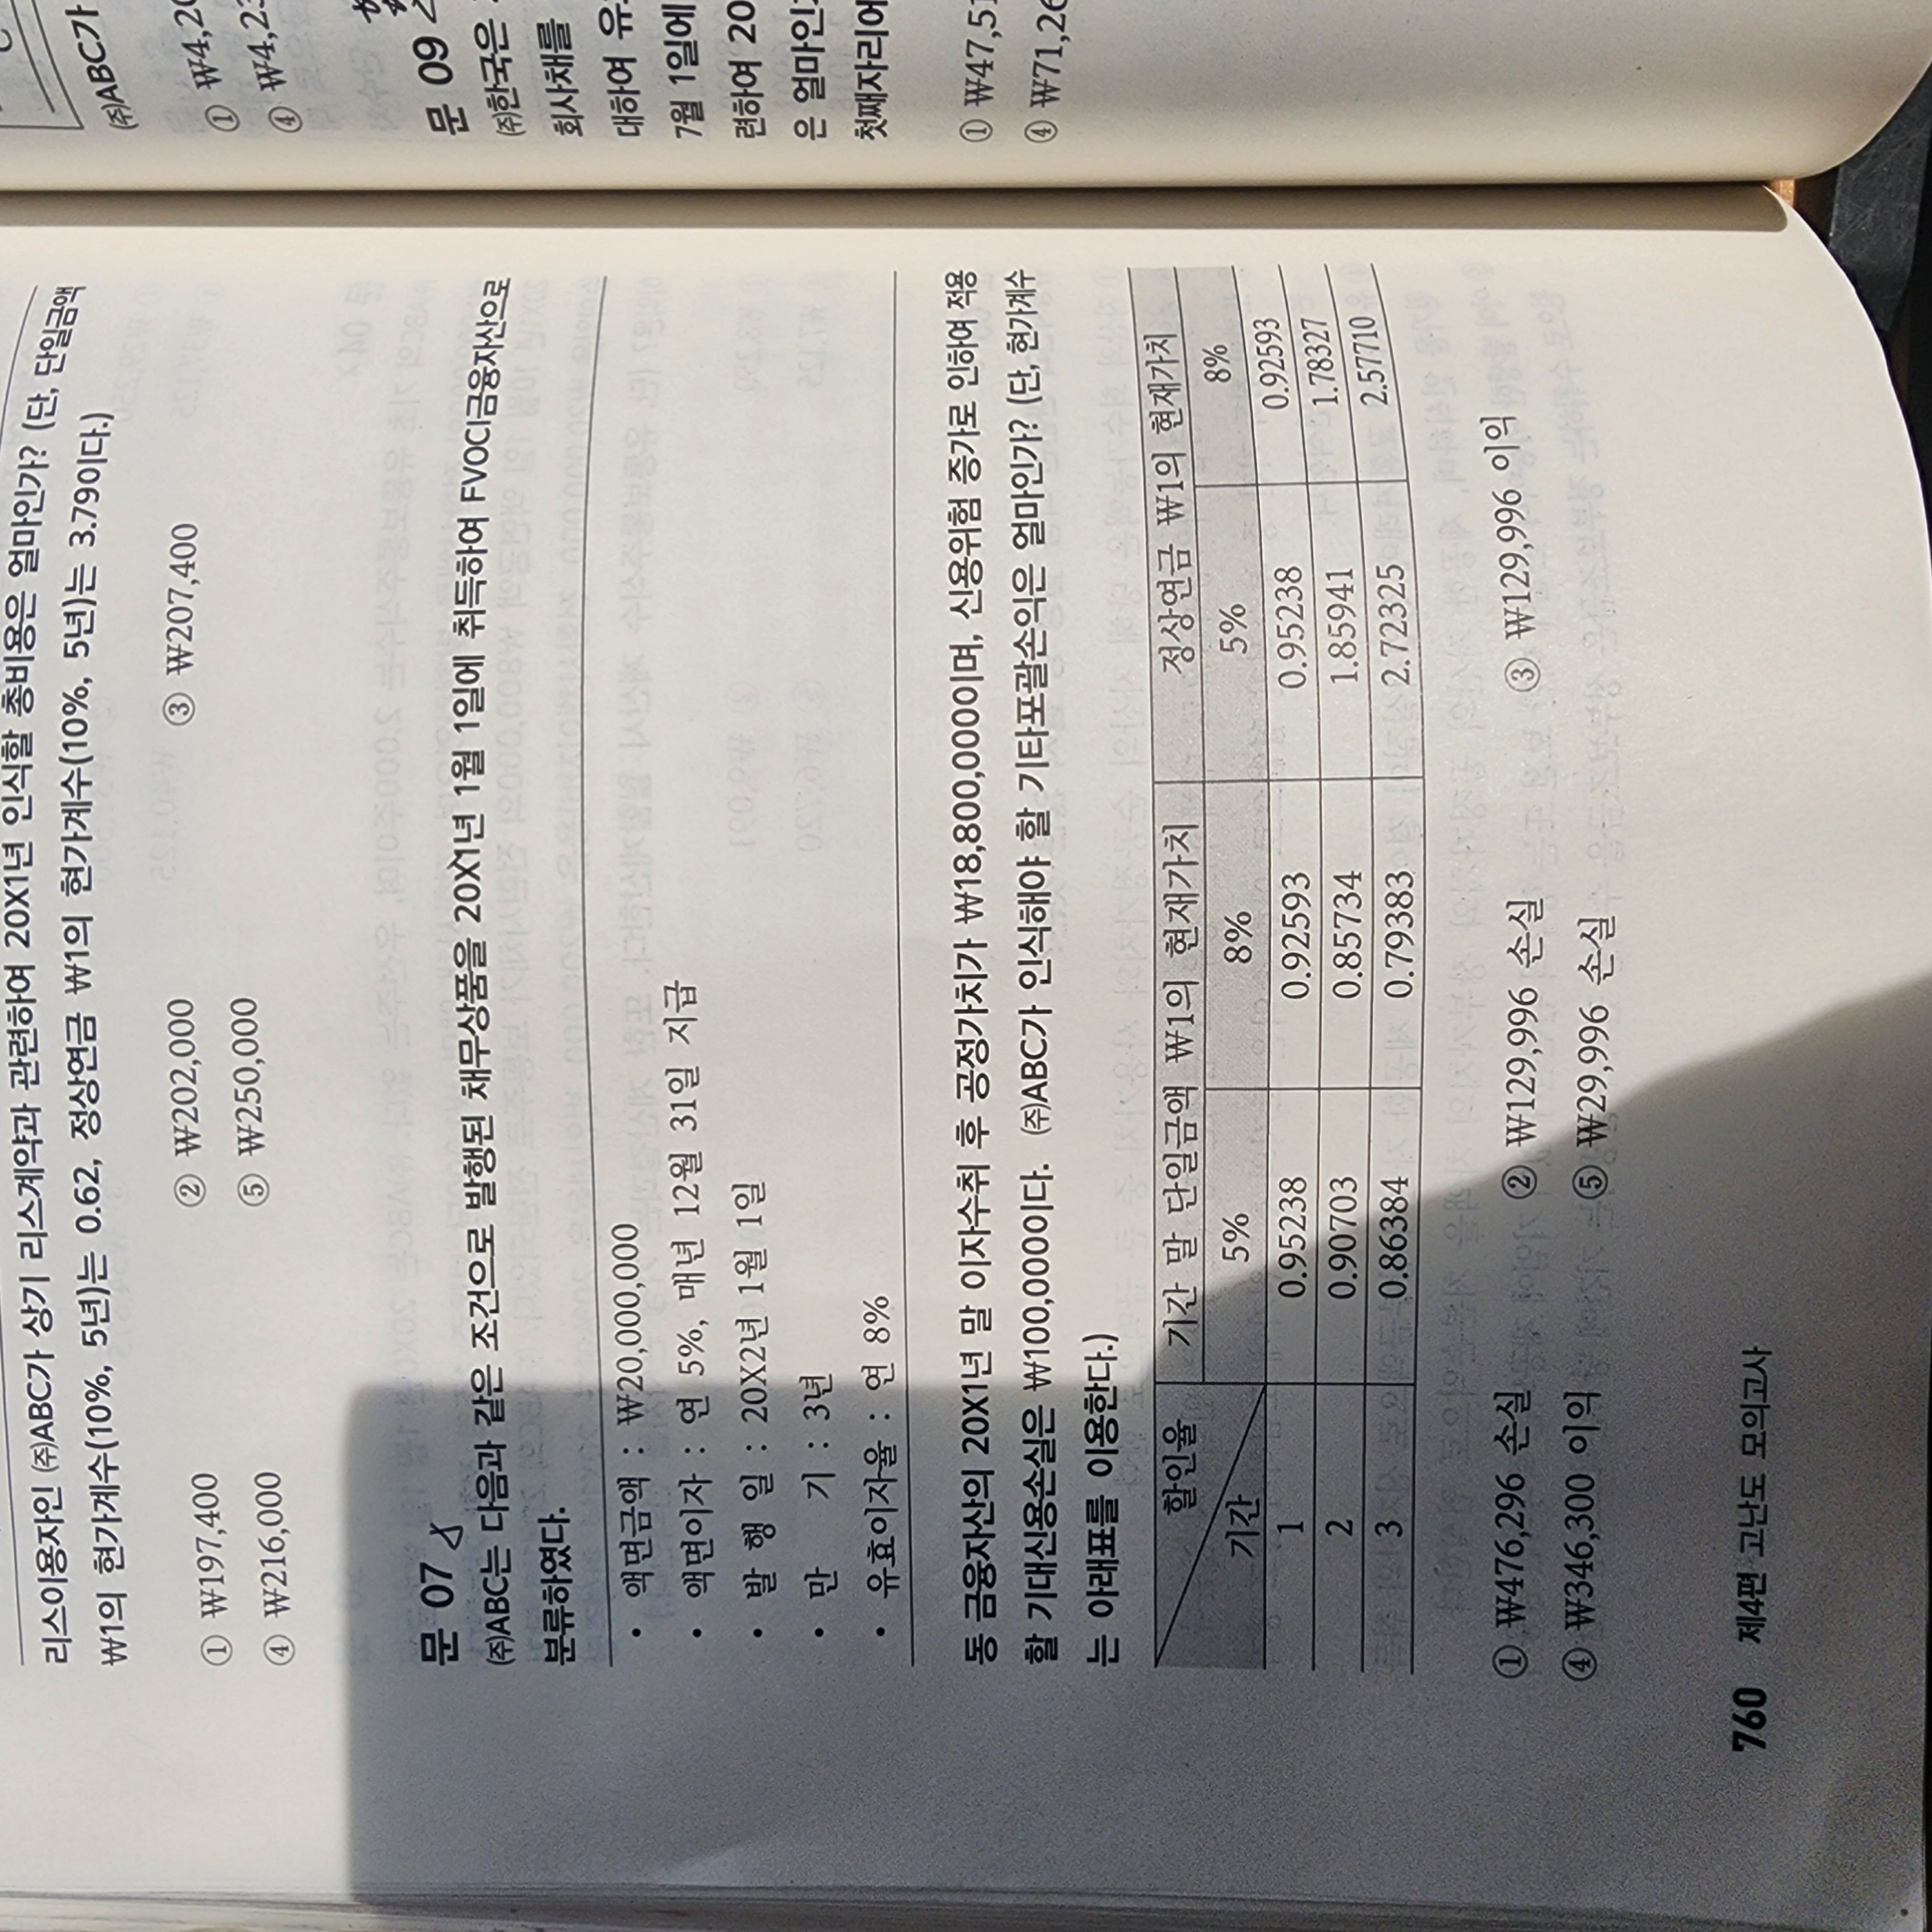 리스이용자인 ㈜ABC가 상기 리스계약과 관련하여 20X1년 인식할 총비용은 얼마인가? (단, 단일금액
₩1의 현가계수(10%, 5년)는 0.62, 정상연금 ₩1의 현가계수(10%, 5년)는 3.79이다.)
① ₩197,400 ② ₩202,000 ③ ₩207,400
④ ₩216,000 ⑤ ₩250,000
문 07
㈜ABC는 다음과 같은 조건으로 발행된 채무상품을 20X1년 1월 1일에 취득하여 FVOCI금융자산으로
분류하였다.
• 액면금액 : ₩20,000,000
• 액면이자 : 연 5%, 매년 12월 31일 지급
• 발 행 일 : 20X2년 1월 1일
• 만 기 : 3년
• 유효이자율 : 연 8%
동 금융자산의 20X1년 말 이자수취 후 공정가치가 ₩18,800,000이며, 신용위험 증가로 인하여 적용
할 기대신용손실은 ₩100,000이다. ㈜ABC가 인식해야 할 기타포괄손익은 얼마인가? (단, 현가계수
는 아래표를 이용한다.)
할인율 기간 말 단일금액 ₩1의 현재가치 정상연금 ₩1의 현재가치
기간 5% 8% 5% 8%
1 0.95238 0.92593 0.95238 0.92593
2 0.90703 0.85734 1.85941 1.78327
3 0.86384 0.79383 2.72325 2.57710
① ₩476,296 손실 ② ₩129,996 손실 ③ ₩129,996 이익
④ ₩346,300 이익 ⑤ ₩29,996 손실
760 제4편 고난도 모의고사
㈜ABC가
① ₩4,20
④ ₩4,23
문 09
㈜한국은
회사채를
대하여 유
7월 1일에
련하여 20
은 얼마인
첫째자리에
① ₩47,51
④ ₩71,26